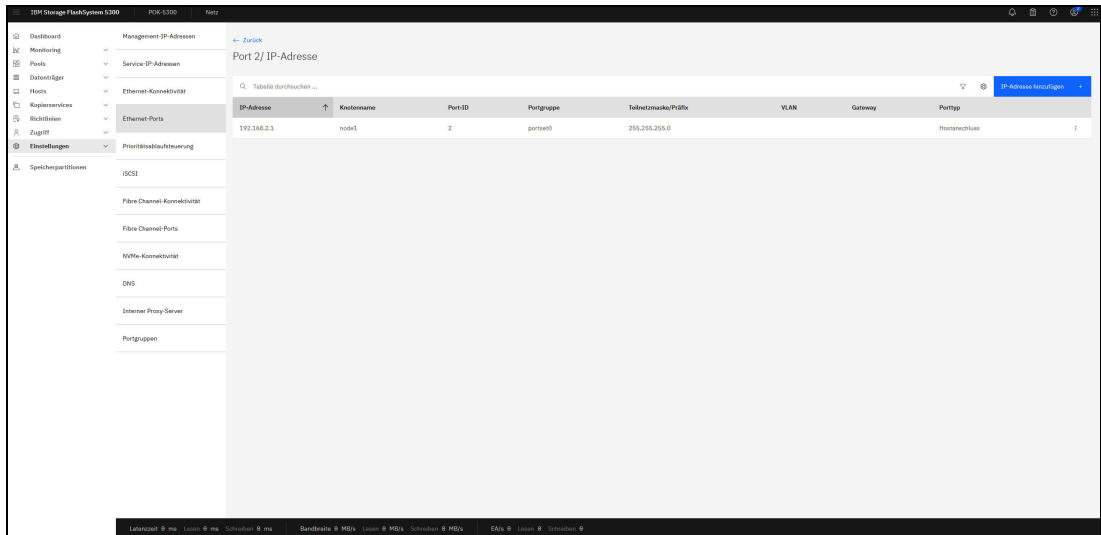 IBM Storage FlashSystem 5300 POK-5300 Netz
Dashboard
Monitoring
Pools
Datenträger
Hosts
Kopierservices
Richtlinien
Zugriff
Einstellungen
Speicherpartitionen
Management-IP-Adressen
Service-IP-Adressen
Ethernet-Konnektivität
Ethernet-Ports
Prioritätsablaufsteuerung
iSCSI
Fibre Channel-Konnektivität
Fibre Channel-Ports
NVMe-Konnektivität
DNS
Interner Proxy-Server
Portgruppen
← Zurück
Port 2/ IP-Adresse
Tabelle durchsuchen ... IP-Adresse hinzufügen +
IP-Adresse ↑ Knotenname Port-ID Portgruppe Teilnetzmaske/Präfix VLAN Gateway Porttyp
192.168.2.1 node1 2 portset0 255.255.255.0 Hostanschluss
Latenzzeit 0 ms Lesen 0 ms Schreiben 0 ms Bandbreite 0 MB/s Lesen 0 MB/s Schreiben 0 MB/s EA/s 0 Lesen 0 Schreiben 0